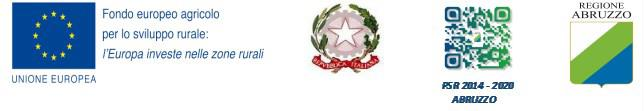 Fondo europeo agricolo
per lo sviluppo rurale:
l'Europa investe nelle zone rurali
UNIONE EUROPEA
REPVBBLICA ITALIANA
PSR 2014 - 2020
ABRUZZO
REGIONE
ABRUZZO